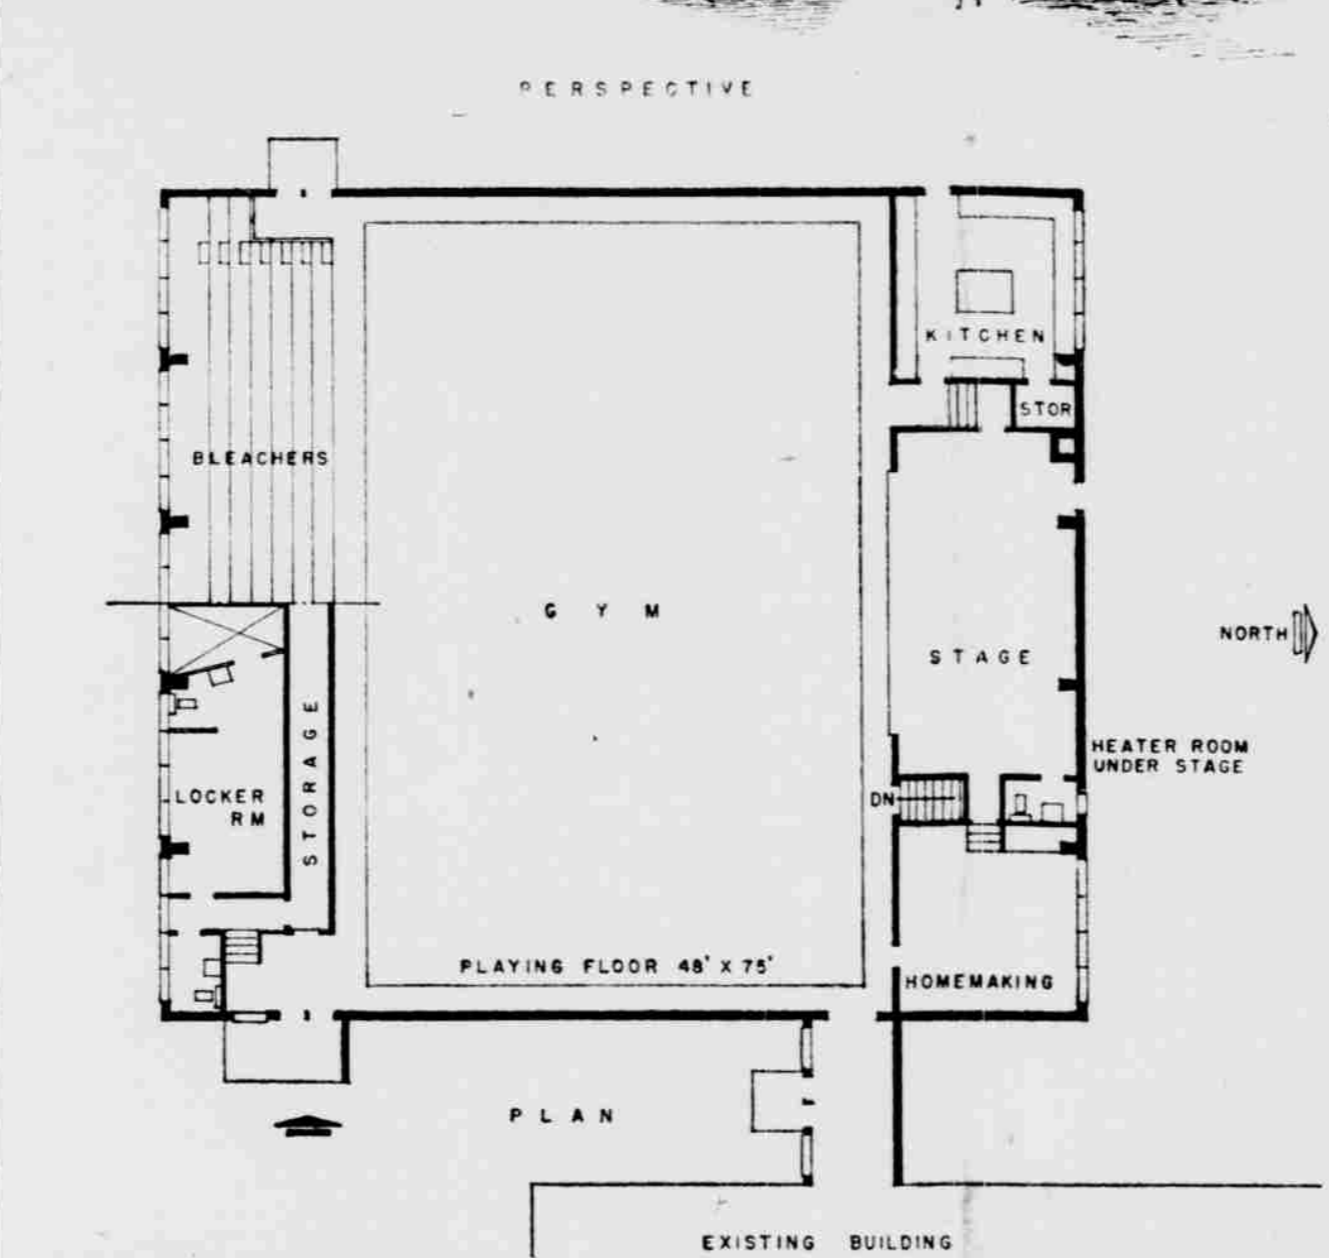 PERSPECTIVE
KITCHEN
STOR
BLEACHERS
GYM
NORTH
STAGE
STORAGE
HEATER ROOM
UNDER STAGE
LOCKER
RM
DN
PLAYING FLOOR 48' X 75'
HOMEMAKING
PLAN
EXISTING BUILDING